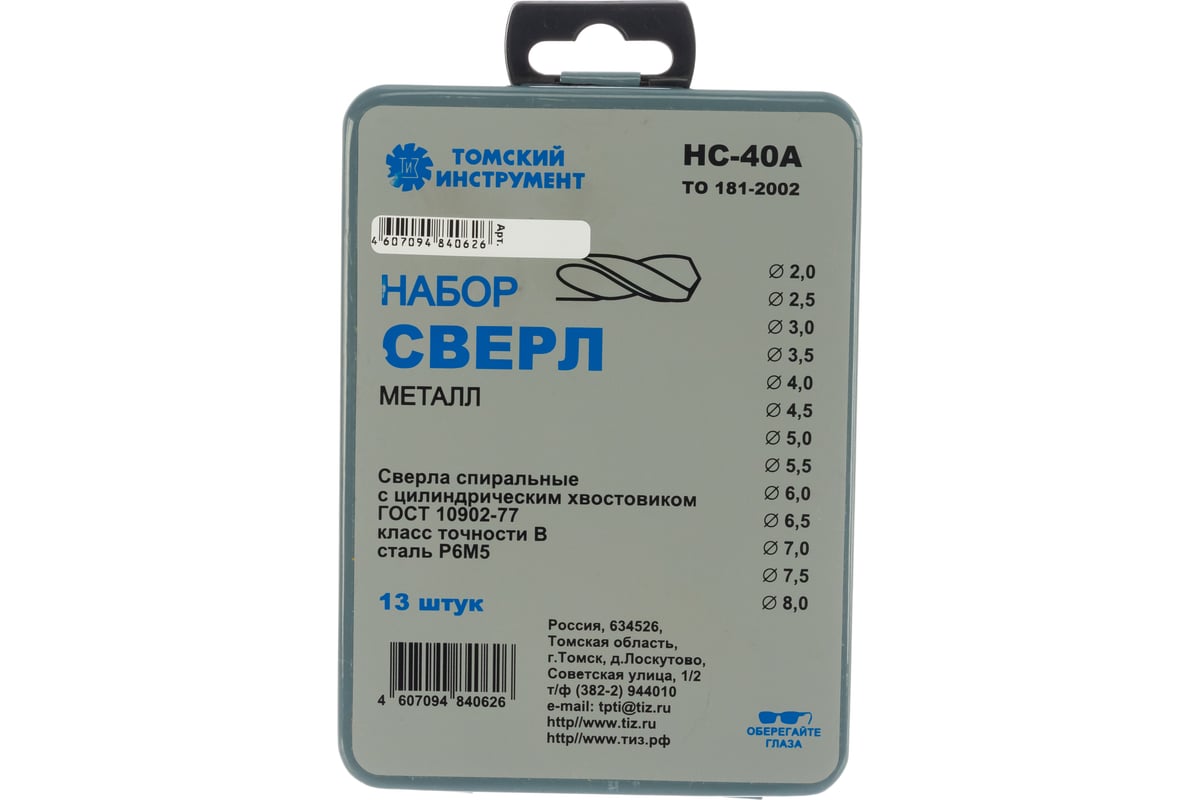 ТИЗ
ТОМСКИЙ
ИНСТРУМЕНТ
НС-40А
ТО 181-2002
Арт.
4 607094 840626
НАБОР
СВЕРЛ
МЕТАЛЛ
∅ 2,0
∅ 2,5
∅ 3,0
∅ 3,5
∅ 4,0
∅ 4,5
∅ 5,0
∅ 5,5
∅ 6,0
∅ 6,5
∅ 7,0
∅ 7,5
∅ 8,0
Сверла спиральные
с цилиндрическим хвостовиком
ГОСТ 10902-77
класс точности В
сталь Р6М5
13 штук
4 607094 840626
Россия, 634526,
Томская область,
г.Томск, д.Лоскутово,
Советская улица, 1/2
т/ф (382-2) 944010
e-mail: tpti@tiz.ru
http//www.tiz.ru
http//www.тиз.рф
ОБЕРЕГАЙТЕ
ГЛАЗА